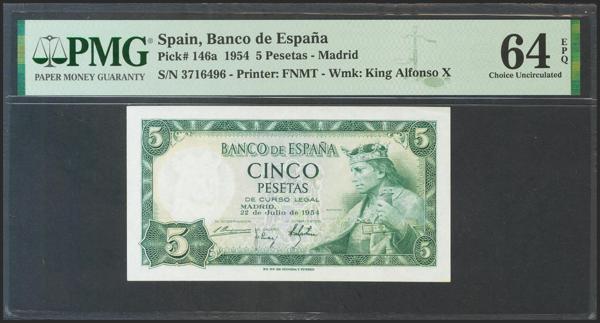 PMG
PAPER MONEY GUARANTY
Spain, Banco de España
Pick# 146a 1954 5 Pesetas - Madrid
S/N 3716496 - Printer: FNMT - Wmk: King Alfonso X
64 EPQ
Choice Uncirculated
5 5
BANCO DE ESPAÑA
CINCO
PESETAS
DE CURSO LEGAL
MADRID,
22 de Julio de 1954
5